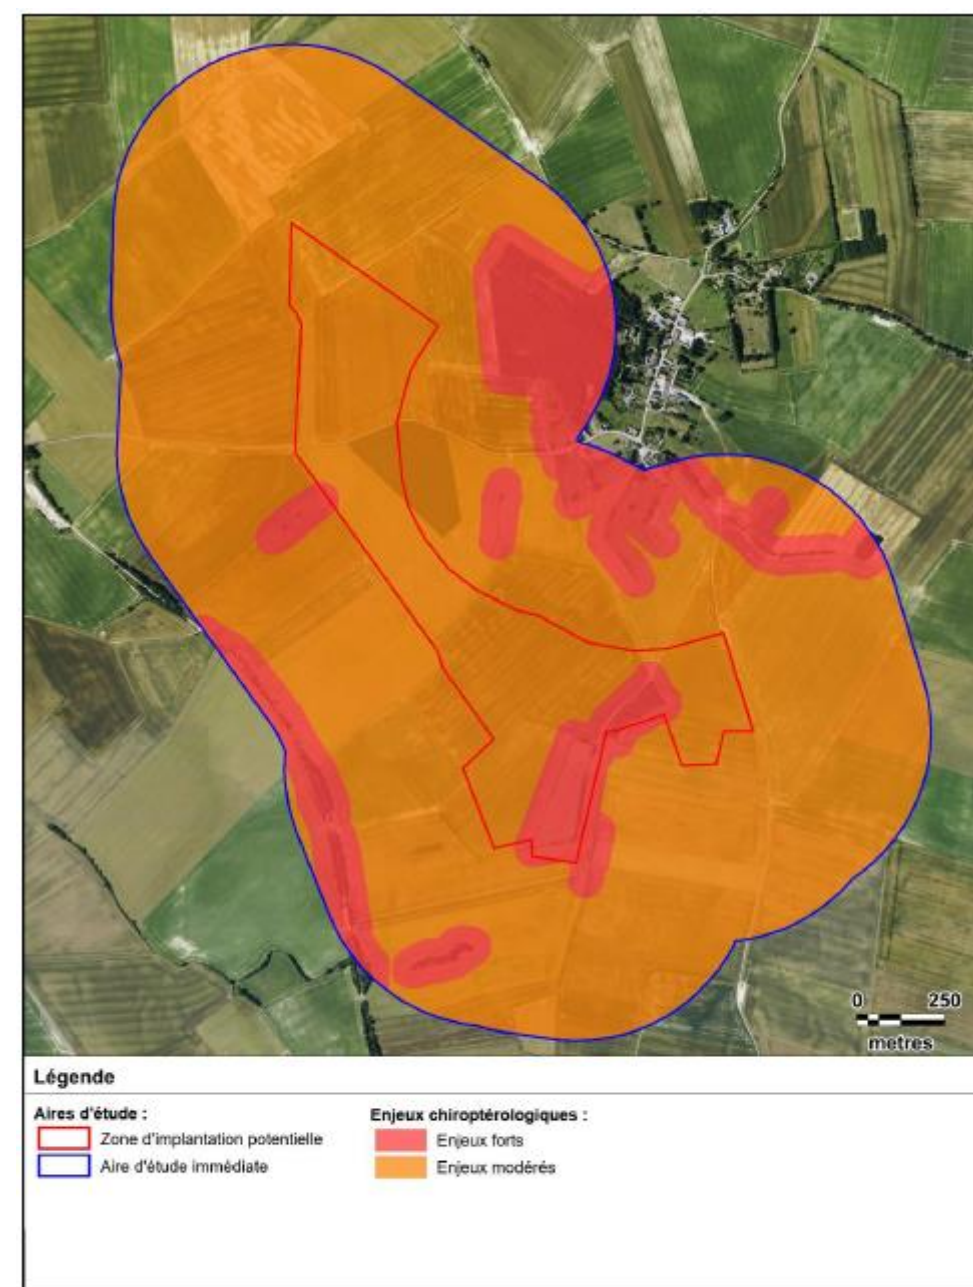 0 250
metres
Légende
Aires d'étude :
Zone d'implantation potentielle
Aire d'étude immédiate
Enjeux chiroptérologiques :
Enjeux forts
Enjeux modérés